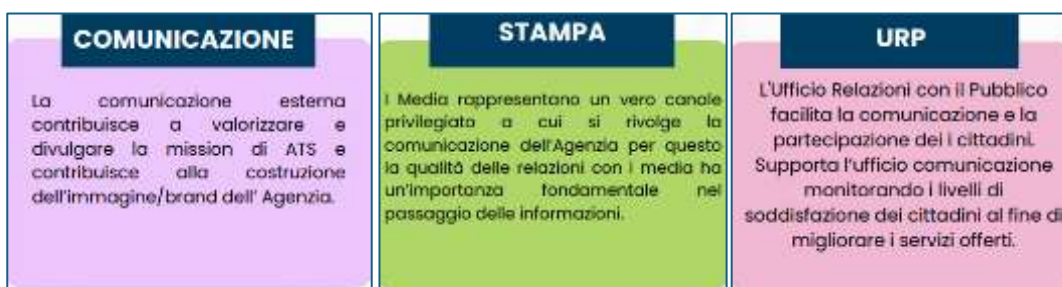 COMUNICAZIONE
La comunicazione esterna
contribuisce a valorizzare e
divulgare la mission di ATS e
contribuisce alla costruzione
dell'immagine/brand dell' Agenzia.
STAMPA
I Media rappresentano un vero canale
privilegiato a cui si rivolge la
comunicazione dell'Agenzia per questo
la qualità delle relazioni con i media ha
un'importanza fondamentale nel
passaggio delle informazioni.
URP
L'Ufficio Relazioni con il Pubblico
facilita la comunicazione e la
partecipazione dei i cittadini.
Supporta l'ufficio comunicazione
monitorando i livelli di
soddisfazione dei cittadini al fine di
migliorare i servizi offerti.